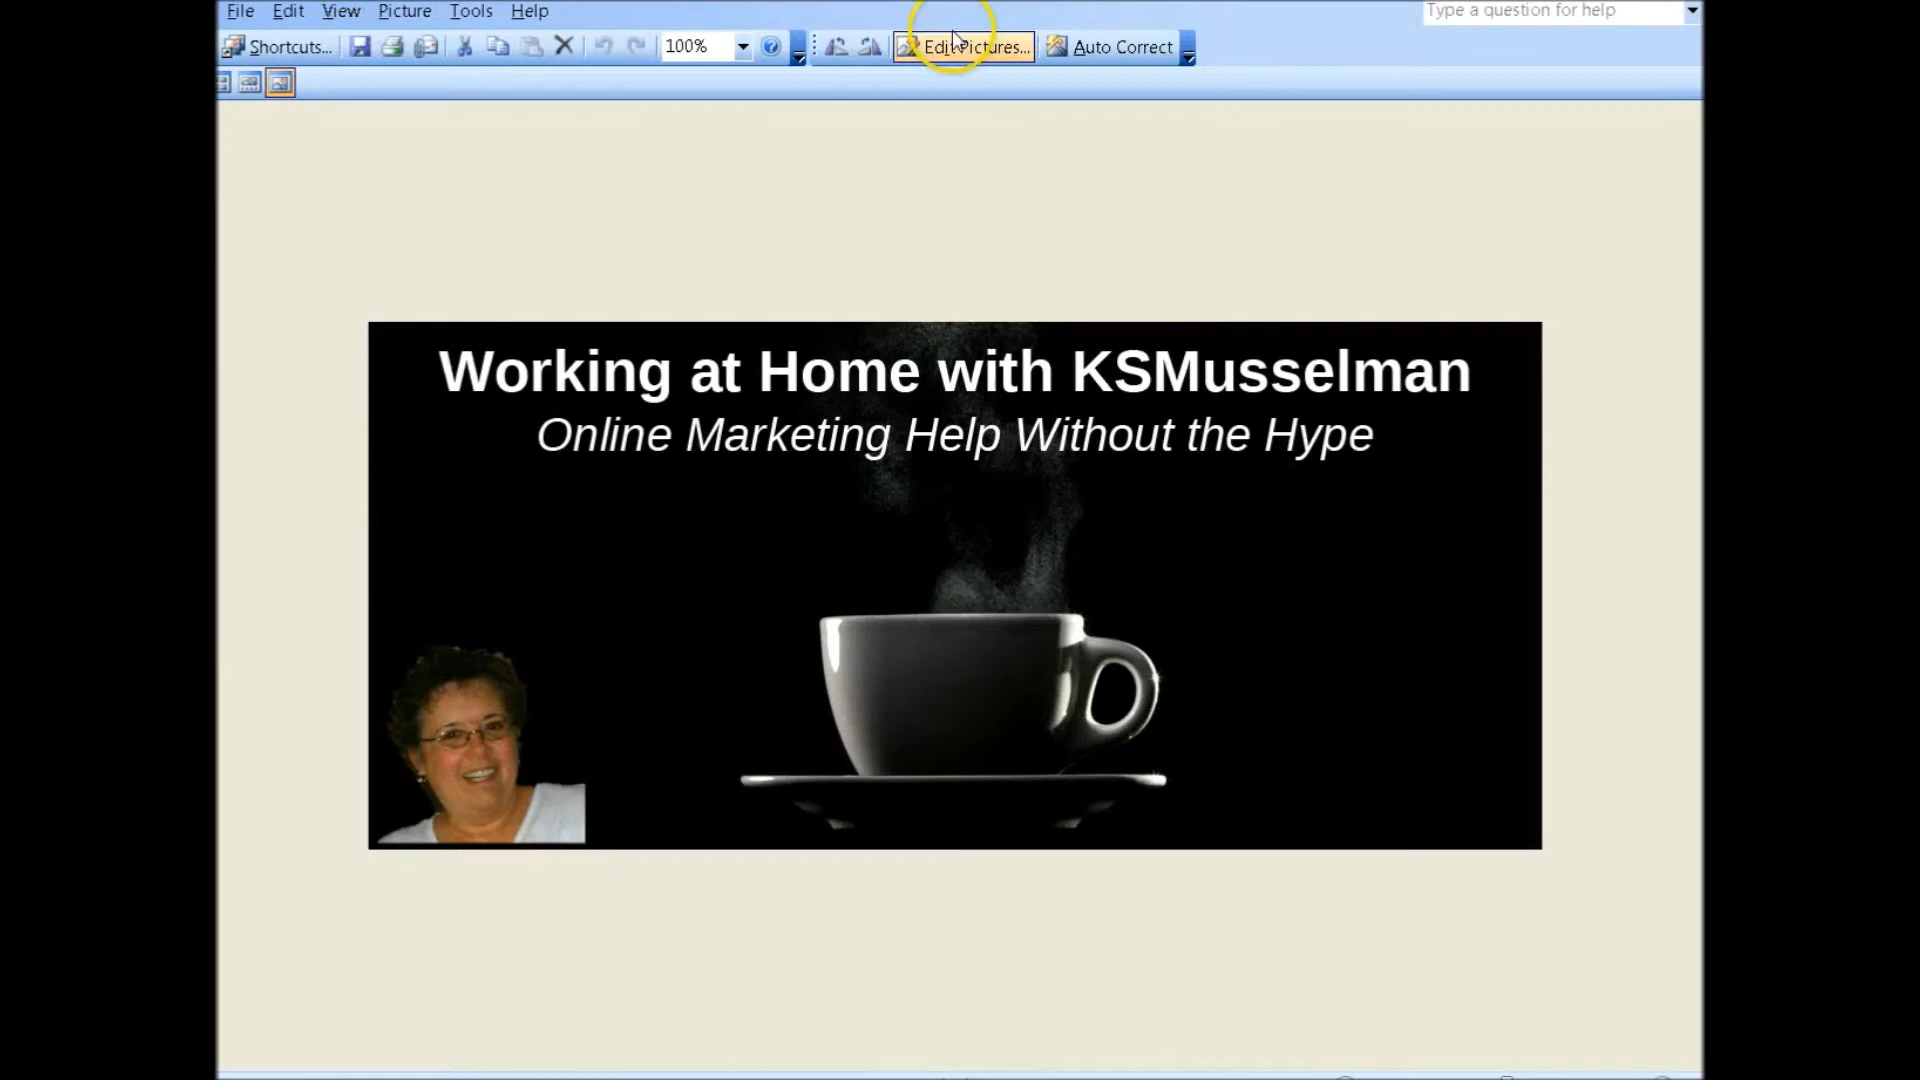 File Edit View Picture Tools Help
Type a question for help
Shortcuts... 100% Edit Pictures... Auto Correct
Working at Home with KSMusselman
Online Marketing Help Without the Hype